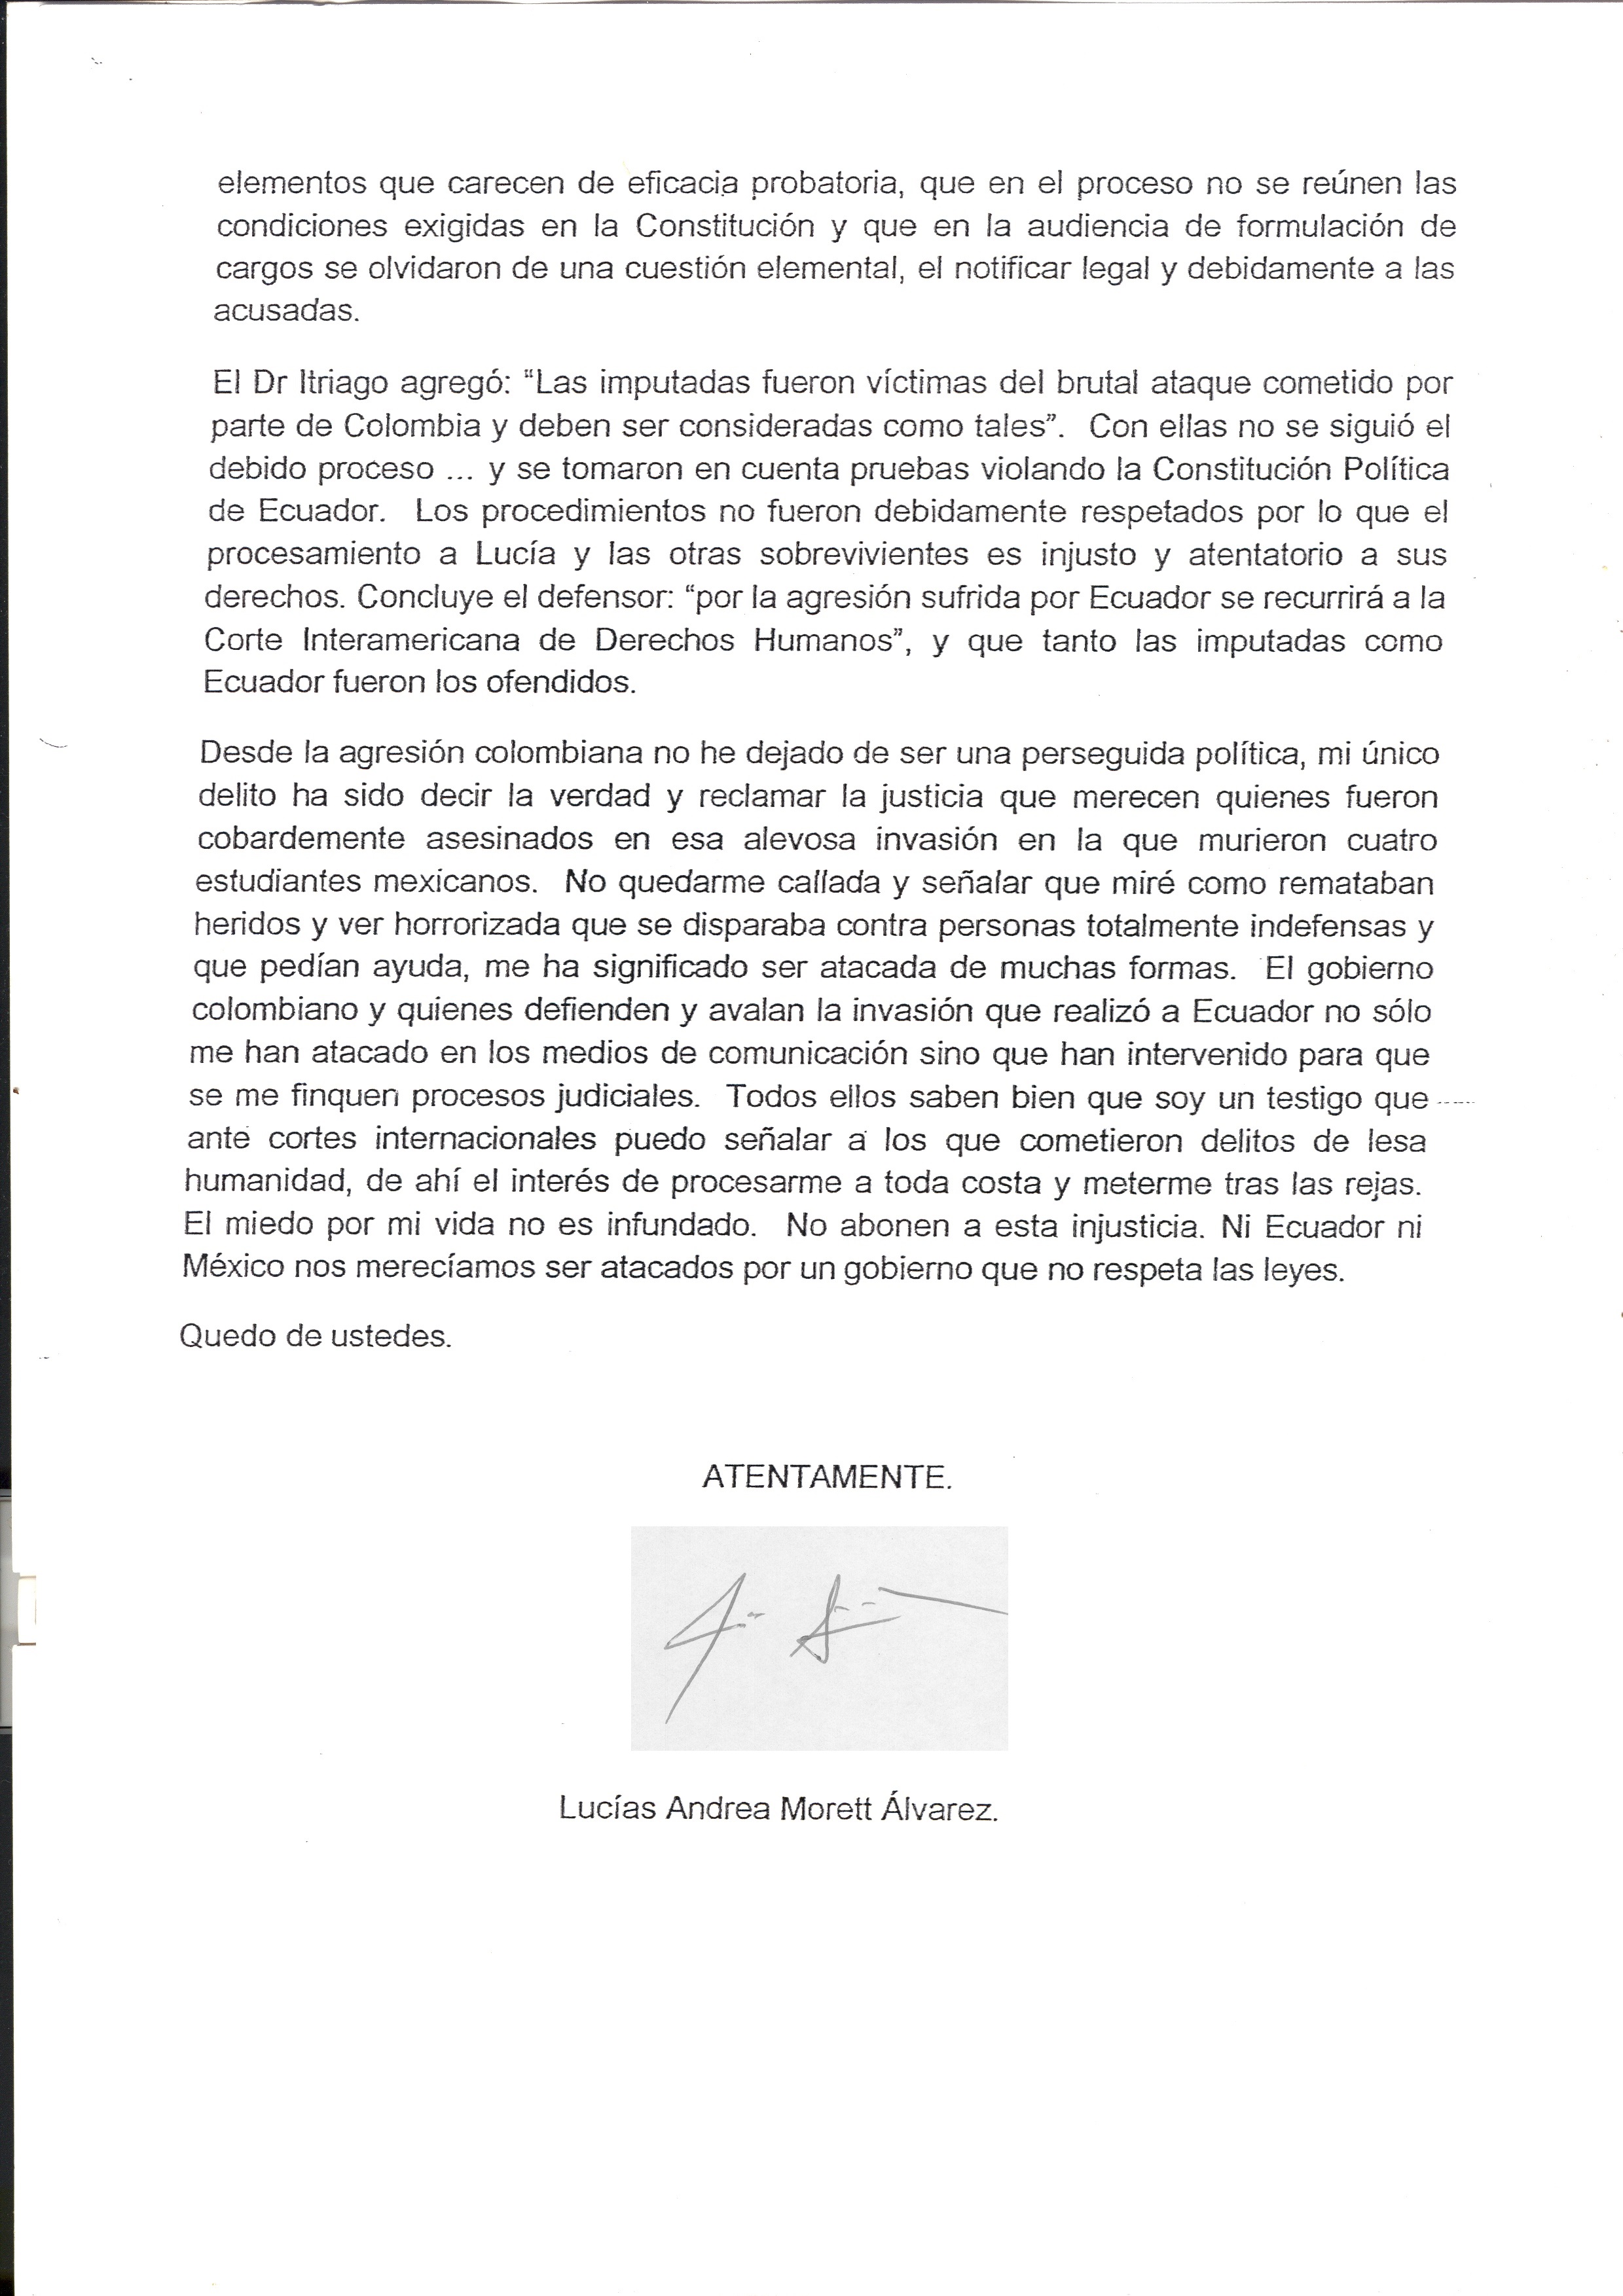 elementos que carecen de eficacia probatoria, que en el proceso no se reúnen las
condiciones exigidas en la Constitución y que en la audiencia de formulación de
cargos se olvidaron de una cuestión elemental, el notificar legal y debidamente a las
acusadas.
El Dr Itriago agregó: “Las imputadas fueron víctimas del brutal ataque cometido por
parte de Colombia y deben ser consideradas como tales”. Con ellas no se siguió el
debido proceso ... y se tomaron en cuenta pruebas violando la Constitución Política
de Ecuador. Los procedimientos no fueron debidamente respetados por lo que el
procesamiento a Lucía y las otras sobrevivientes es injusto y atentatorio a sus
derechos. Concluye el defensor: “por la agresión sufrida por Ecuador se recurrirá a la
Corte Interamericana de Derechos Humanos”, y que tanto las imputadas como
Ecuador fueron los ofendidos.
Desde la agresión colombiana no he dejado de ser una perseguida política, mi único
delito ha sido decir la verdad y reclamar la justicia que merecen quienes fueron
cobardemente asesinados en esa alevosa invasión en la que murieron cuatro
estudiantes mexicanos. No quedarme callada y señalar que miré como remataban
heridos y ver horrorizada que se disparaba contra personas totalmente indefensas y
que pedían ayuda, me ha significado ser atacada de muchas formas. El gobierno
colombiano y quienes defienden y avalan la invasión que realizó a Ecuador no sólo
me han atacado en los medios de comunicación sino que han intervenido para que
se me finquen procesos judiciales. Todos ellos saben bien que soy un testigo que
ante cortes internacionales puedo señalar a los que cometieron delitos de lesa
humanidad, de ahí el interés de procesarme a toda costa y meterme tras las rejas.
El miedo por mi vida no es infundado. No abonen a esta injusticia. Ni Ecuador ni
México nos merecíamos ser atacados por un gobierno que no respeta las leyes.
Quedo de ustedes.
ATENTAMENTE.
Lucías Andrea Morett Álvarez.